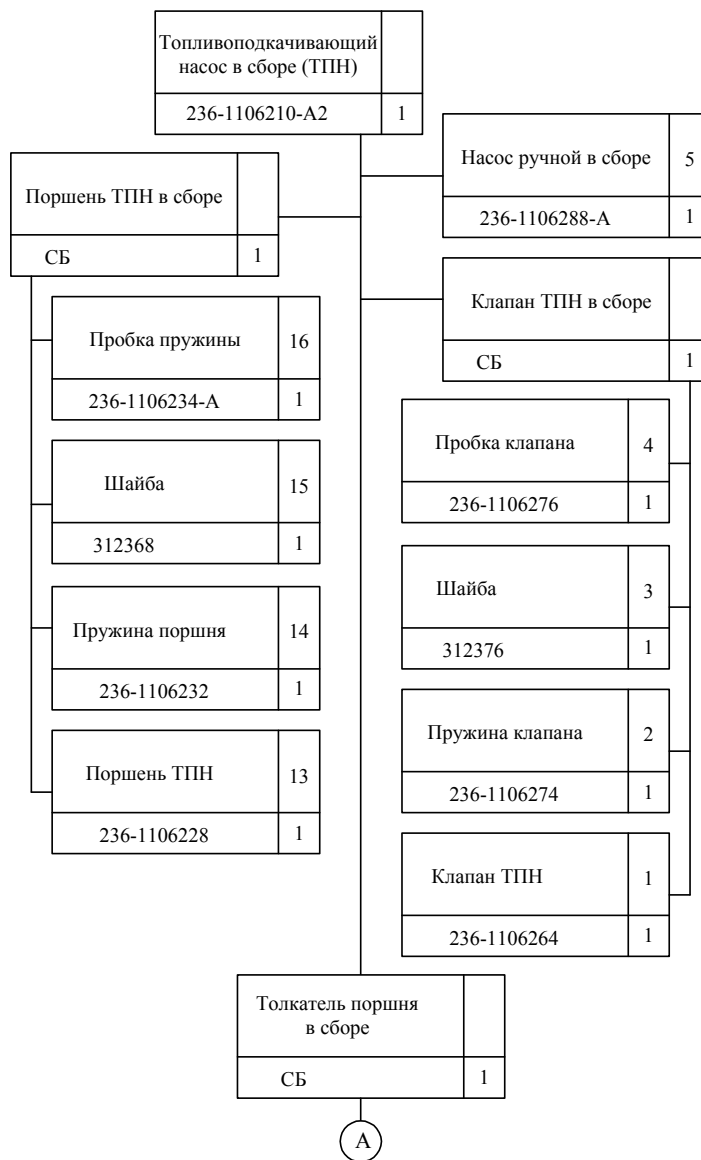 Топливоподкачивающий
насос в сборе (ТПН)
236-1106210-А2
1
Насос ручной в сборе
5
236-1106288-А
1
Поршень ТПН в сборе
СБ
1
Клапан ТПН в сборе
СБ
1
Пробка пружины
16
236-1106234-А
1
Шайба
15
312368
1
Пружина поршня
14
236-1106232
1
Поршень ТПН
13
236-1106228
1
Пробка клапана
4
236-1106276
1
Шайба
3
312376
1
Пружина клапана
2
236-1106274
1
Клапан ТПН
1
236-1106264
1
Толкатель поршня
в сборе
СБ
1
А